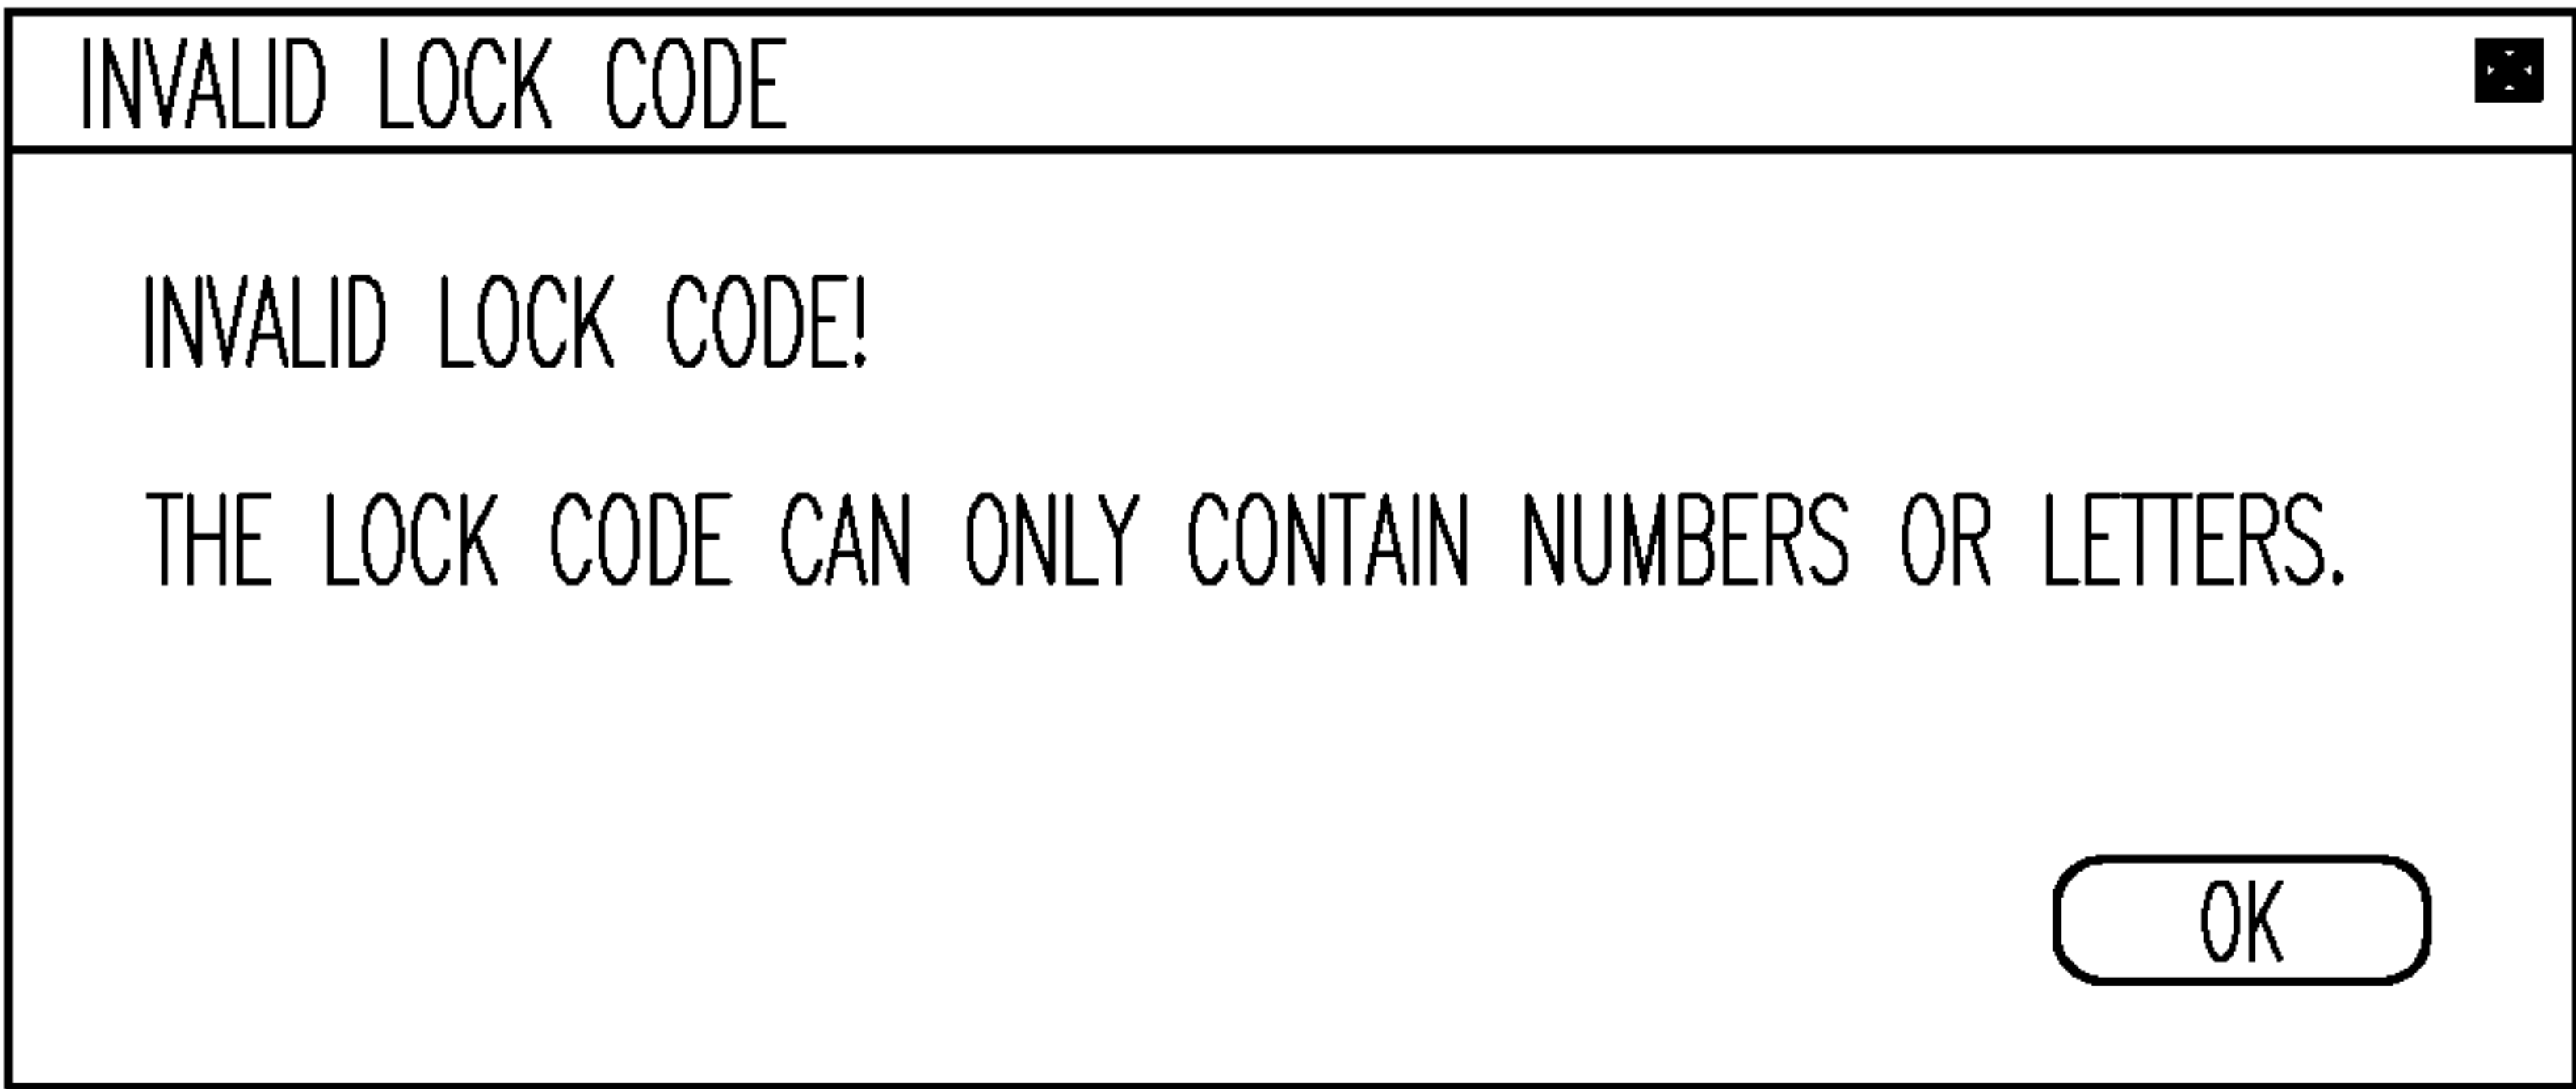 INVALID LOCK CODE
INVALID LOCK CODE!
THE LOCK CODE CAN ONLY CONTAIN NUMBERS OR LETTERS.
OK